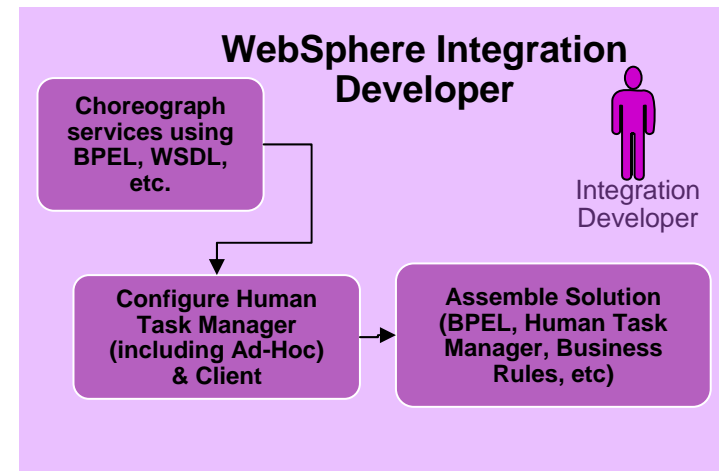 WebSphere Integration
Developer
Choreograph
services using
BPEL, WSDL,
etc.
Integration
Developer
Configure Human
Task Manager
(including Ad-Hoc)
& Client
Assemble Solution
(BPEL, Human Task
Manager, Business
Rules, etc)